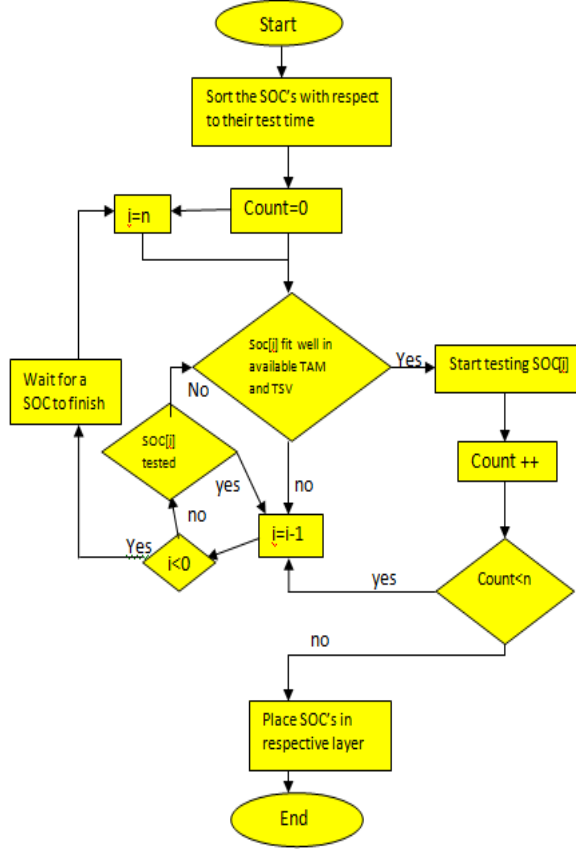 Start
Sort the SOC's with respect
to their test time
i=n
Count=0
Soc[i] fit well in
available TAM
and TSV
Yes
Start testing SOC[i]
No
Wait for a
SOC to finish
SOC[i]
tested
Count ++
yes
no
no
i=i-1
Yes
i<0
Count<n
yes
no
Place SOC's in
respective layer
End